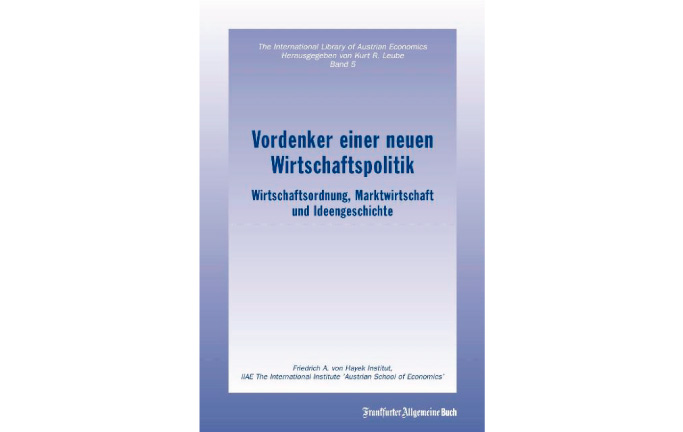 The International Library of Austrian Economics
Herausgegeben von Kurt R. Leube
Band 5
Vordenker einer neuen
Wirtschaftspolitik
Wirtschaftsordnung, Marktwirtschaft
und Ideengeschichte
Friedrich A. von Hayek Institut,
IIAE The International Institute 'Austrian School of Economics'
Frankfurter Allgemeine Buch